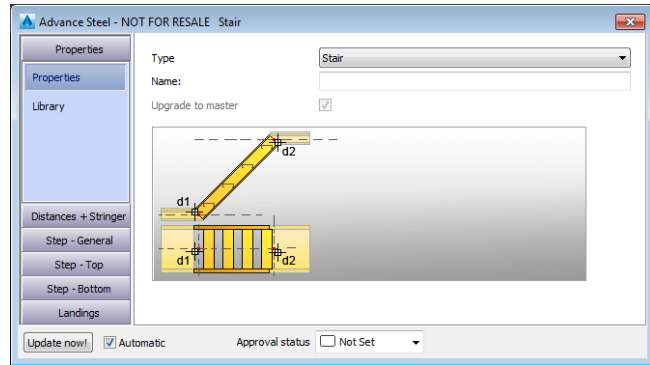 Advance Steel - NOT FOR RESALE Stair
Properties
Properties
Library
Distances + Stringer
Step - General
Step - Top
Step - Bottom
Landings
Type
Stair
Name:
Upgrade to master
d2
d1
d1
d2
Update now!
Automatic
Approval status
Not Set